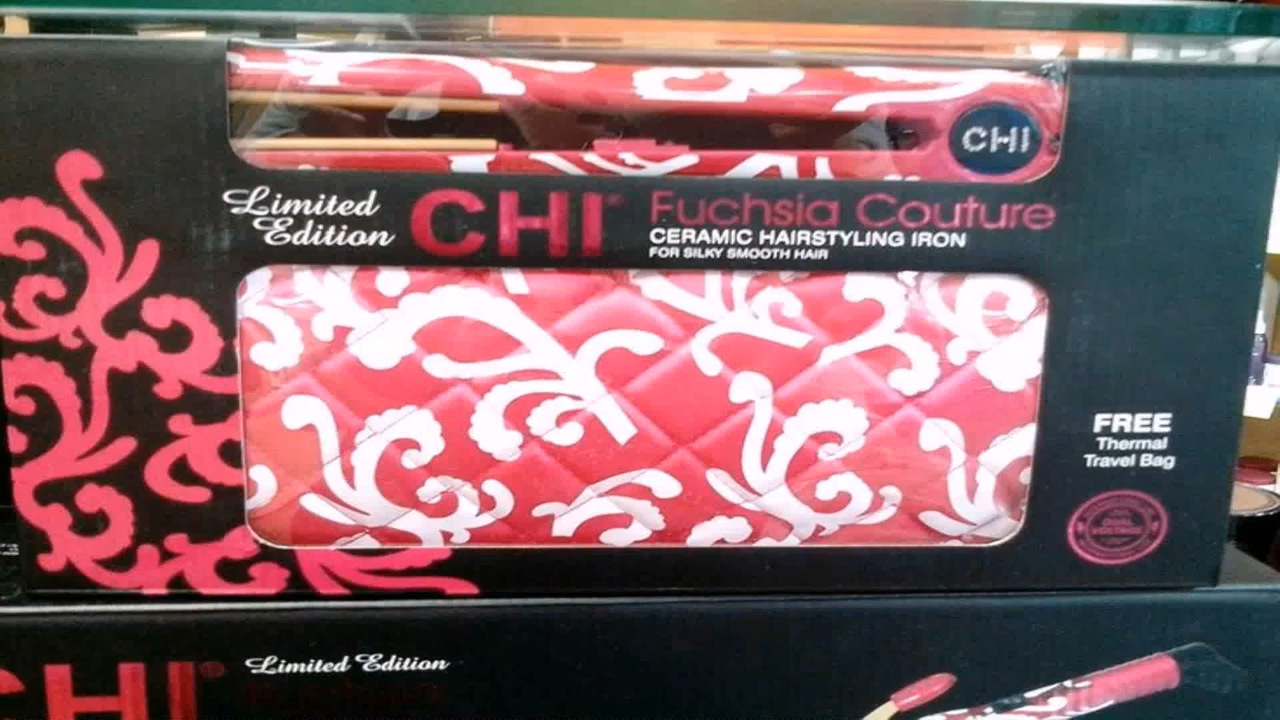 CHI
Limited Edition
CHI
Fuchsia Couture
CERAMIC HAIRSTYLING IRON
FOR SILKY SMOOTH HAIR
FREE
Thermal
Travel Bag
CHI
Limited Edition